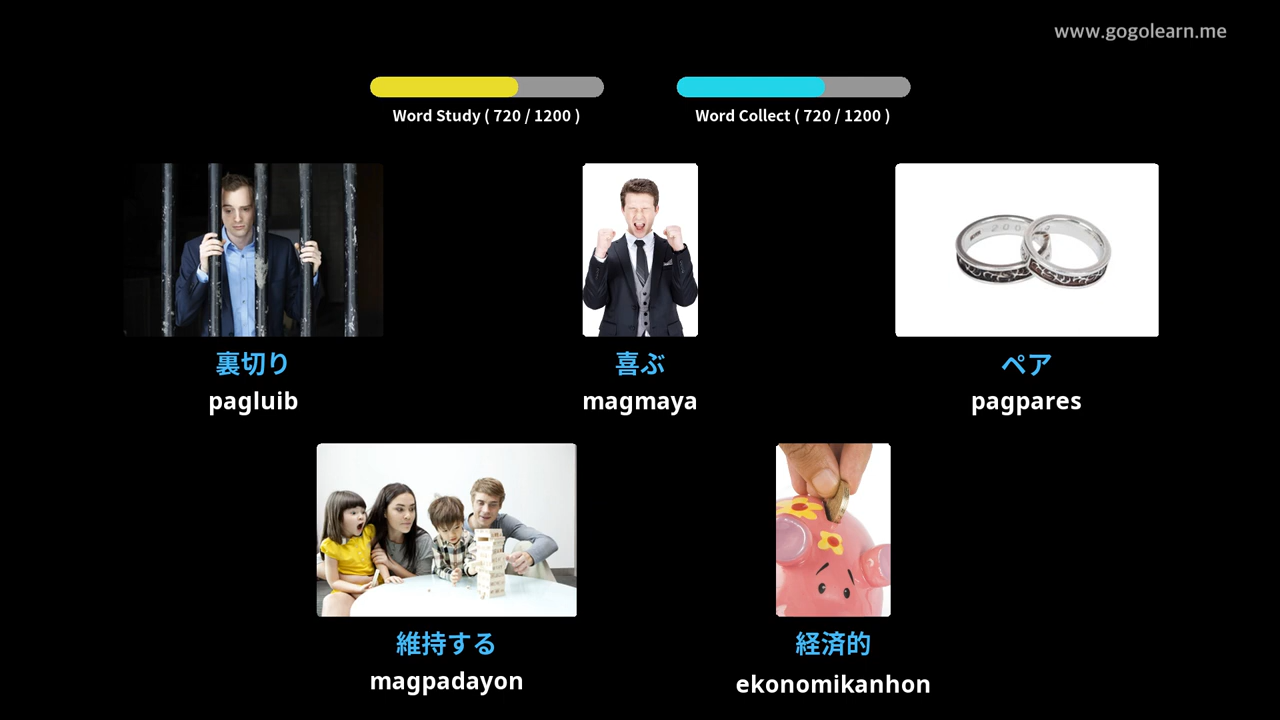 www.gogolearn.me
Word Study ( 720 / 1200 )
Word Collect ( 720 / 1200 )
裏切り
pagluib
喜ぶ
magmaya
ペア
pagpares
維持する
magpadayon
経済的
ekonomikanhon